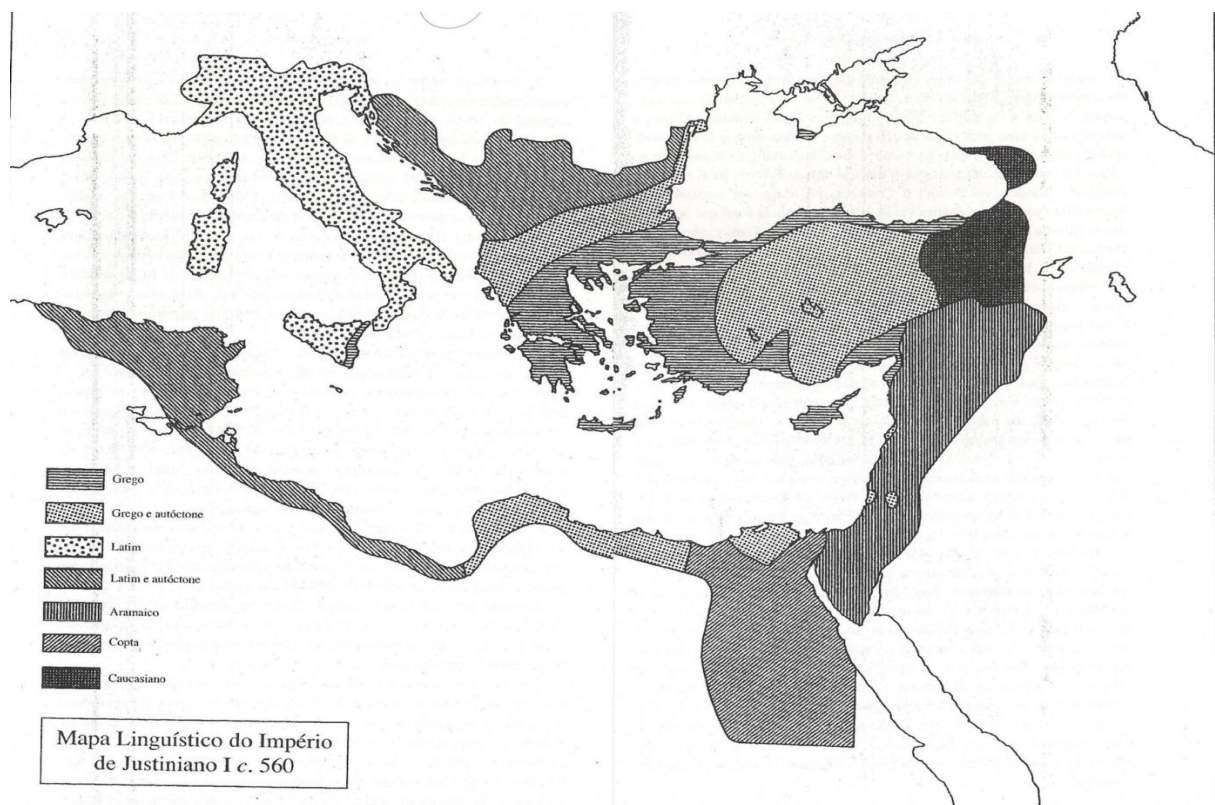 Grego
Grego e autóctone
Latim
Latim e autóctone
Aramaico
Copta
Caucasiano
Mapa Linguístico do Império
de Justiniano I c. 560